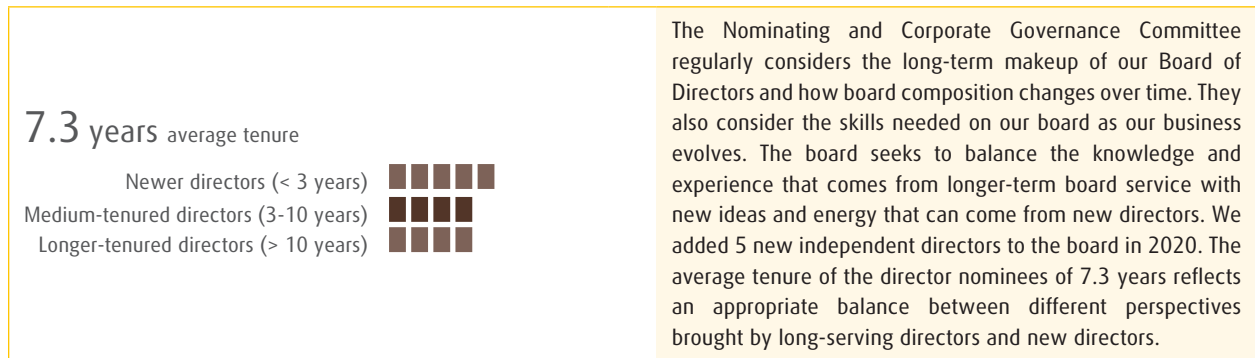 7.3 years average tenure
Newer directors (< 3 years)
Medium-tenured directors (3-10 years)
Longer-tenured directors (> 10 years)
The Nominating and Corporate Governance Committee
regularly considers the long-term makeup of our Board of
Directors and how board composition changes over time. They
also consider the skills needed on our board as our business
evolves. The board seeks to balance the knowledge and
experience that comes from longer-term board service with
new ideas and energy that can come from new directors. We
added 5 new independent directors to the board in 2020. The
average tenure of the director nominees of 7.3 years reflects
an appropriate balance between different perspectives
brought by long-serving directors and new directors.